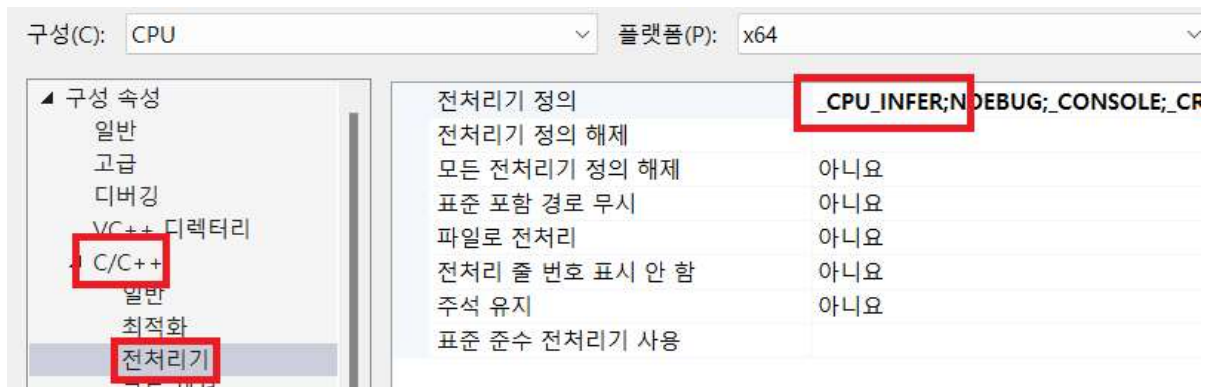 구성(C): CPU 플랫폼(P): x64
구성 속성
일반
고급
디버깅
VC++ 디렉터리
C/C++
일반
최적화
전처리기
전처리기 정의 _CPU_INFER;NDEBUG;_CONSOLE;_CR
전처리기 정의 해제
모든 전처리기 정의 해제 아니요
표준 포함 경로 무시 아니요
파일로 전처리 아니요
전처리 줄 번호 표시 안 함 아니요
주석 유지 아니요
표준 준수 전처리기 사용